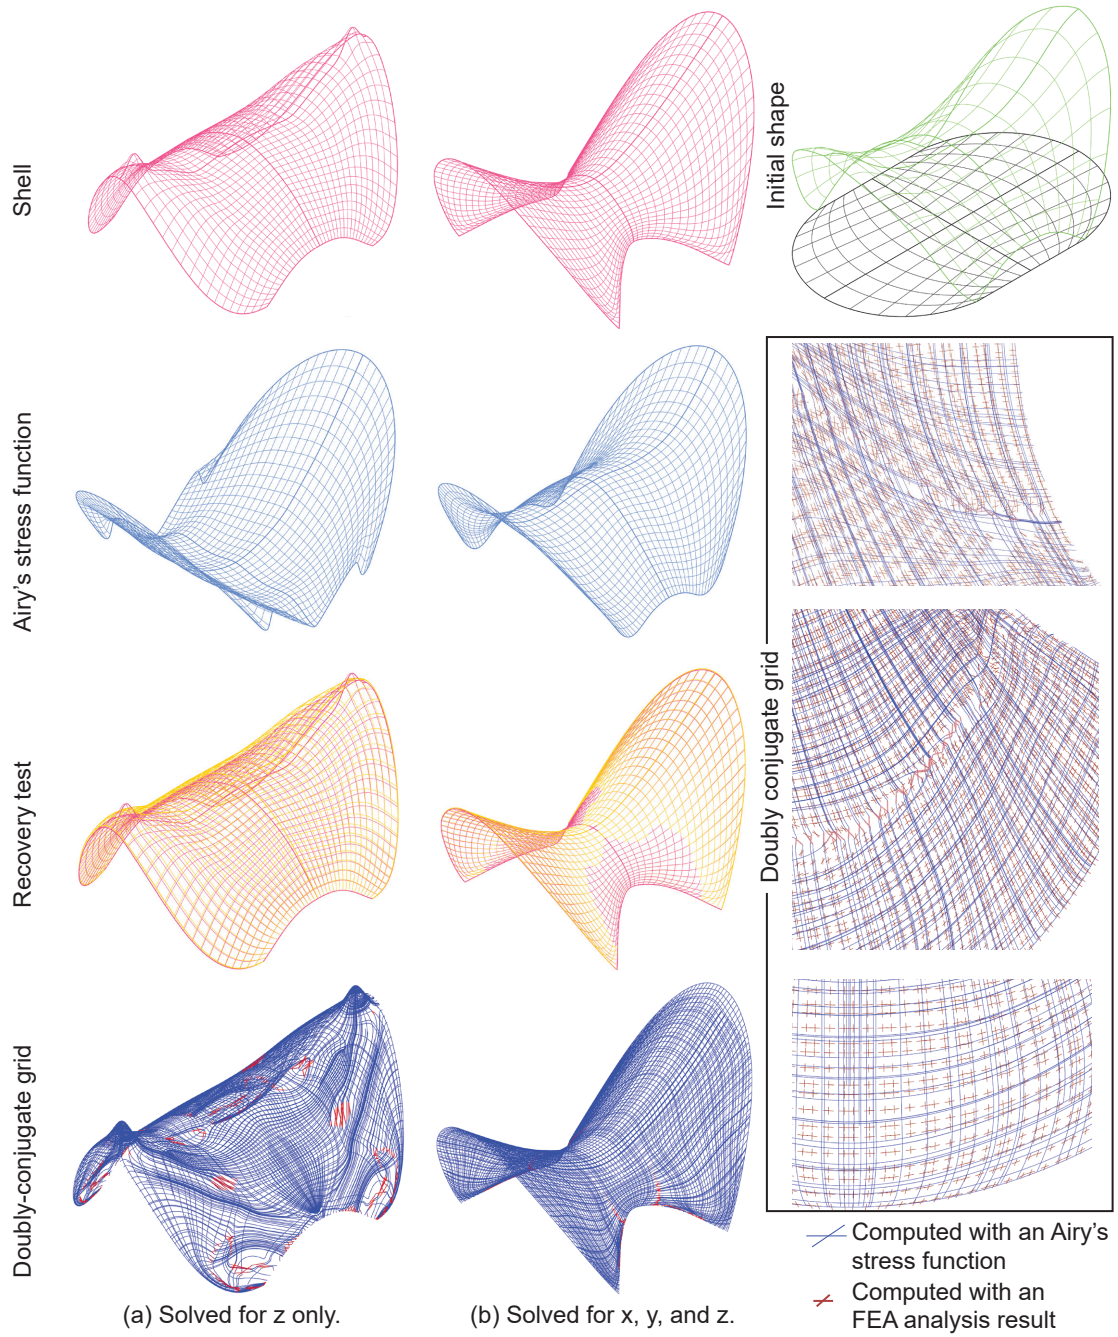 Shell
Initial shape
Airy's stress function
Doubly conjugate grid
Recovery test
Doubly-conjugate grid
Computed with an Airy's
stress function
Computed with an
FEA analysis result
(a) Solved for z only.
(b) Solved for x, y, and z.